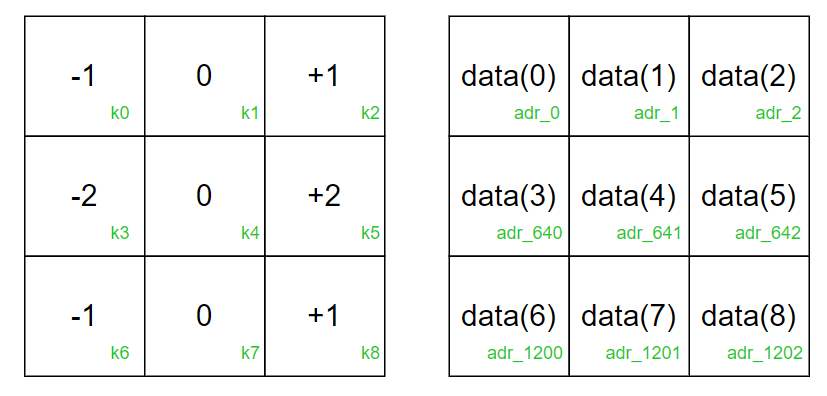 -1 0 +1 data(0) data(1) data(2)
k0 k1 k2 adr_0 adr_1 adr_2
-2 0 +2 data(3) data(4) data(5)
k3 k4 k5 adr_640 adr_641 adr_642
-1 0 +1 data(6) data(7) data(8)
k6 k7 k8 adr_1200 adr_1201 adr_1202